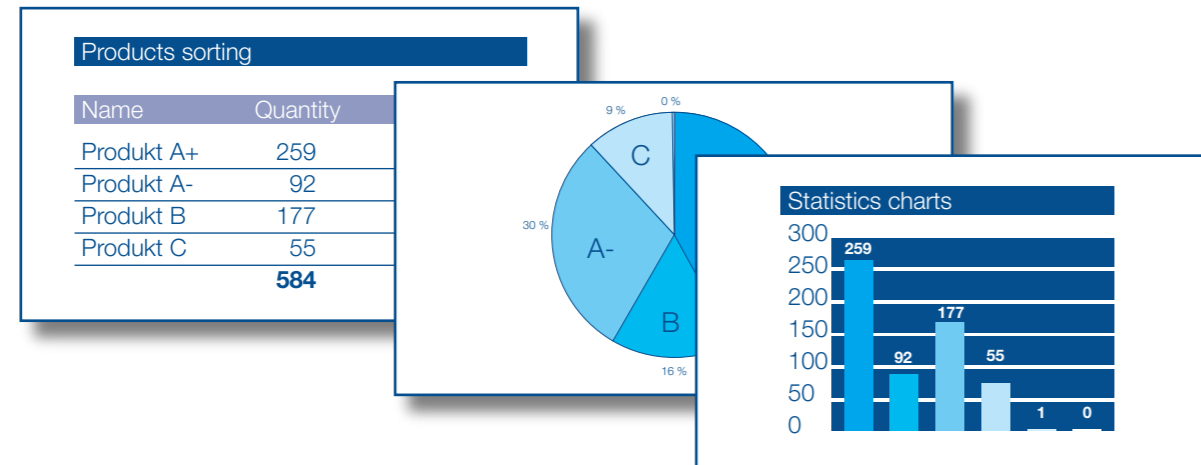 Products sorting
Name Quantity
Produkt A+ 259
Produkt A- 92
Produkt B 177
Produkt C 55
584
0 %
9 %
C
30 %
A-
B
16 %
Statistics charts
300
259
250
200
177
150
100
92
55
50
1
0
0